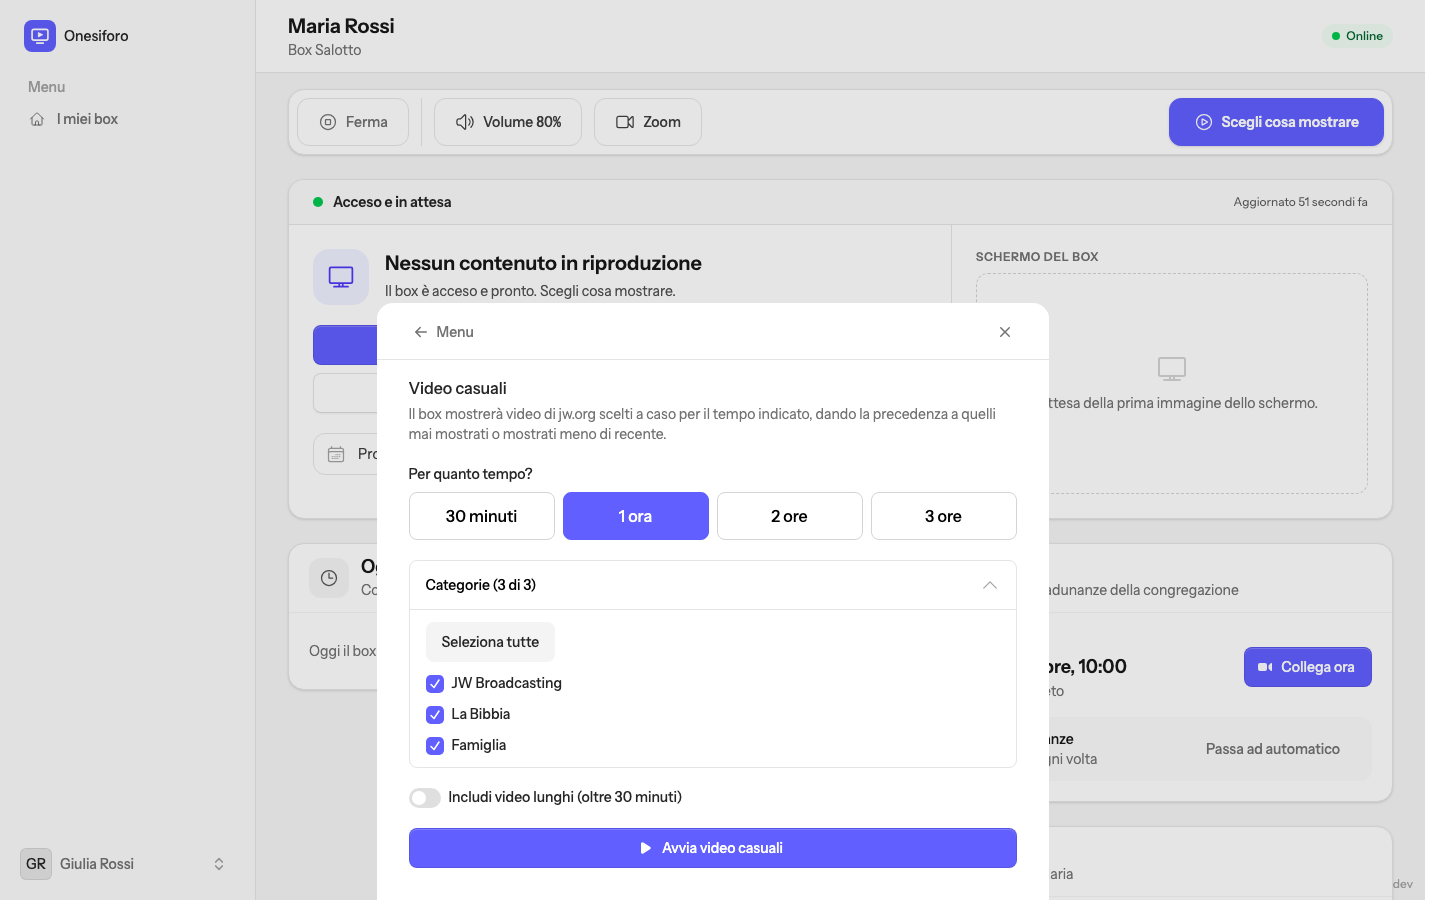 Onesiforo
Menu
I miei box
GR
Giulia Rossi
Maria Rossi
Box Salotto
Online
Ferma
Volume 80%
Zoom
Scegli cosa mostrare
Acceso e in attesa
Aggiornato 51 secondi fa
Nessun contenuto in riproduzione
Il box è acceso e pronto. Scegli cosa mostrare.
SCHERMO DEL BOX
della prima immagine dello schermo.
Menu
Video casuali
Il box mostrerà video di jw.org scelti a caso per il tempo indicato, dando la precedenza a quelli
mai mostrati o mostrati meno di recente.
Per quanto tempo?
30 minuti
1 ora
2 ore
3 ore
Categorie (3 di 3)
Seleziona tutte
JW Broadcasting
La Bibbia
Famiglia
Includi video lunghi (oltre 30 minuti)
Avvia video casuali
Oggi il box
della congregazione
10:00
Collega ora
volta
Passa ad automatico
dev